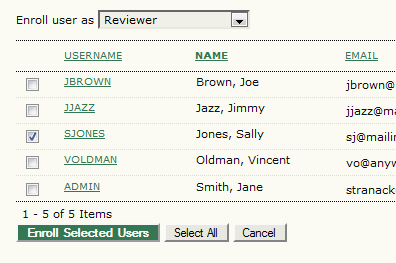 Enroll user as Reviewer
USERNAME NAME EMAIL
JBROWN Brown, Joe jbrown@
JJAZZ Jazz, Jimmy jjazz@ma
SJONES Jones, Sally sj@mailin
VOLDMAN Oldman, Vincent vo@anyw
ADMIN Smith, Jane stranack
1 - 5 of 5 Items
Enroll Selected Users Select All Cancel